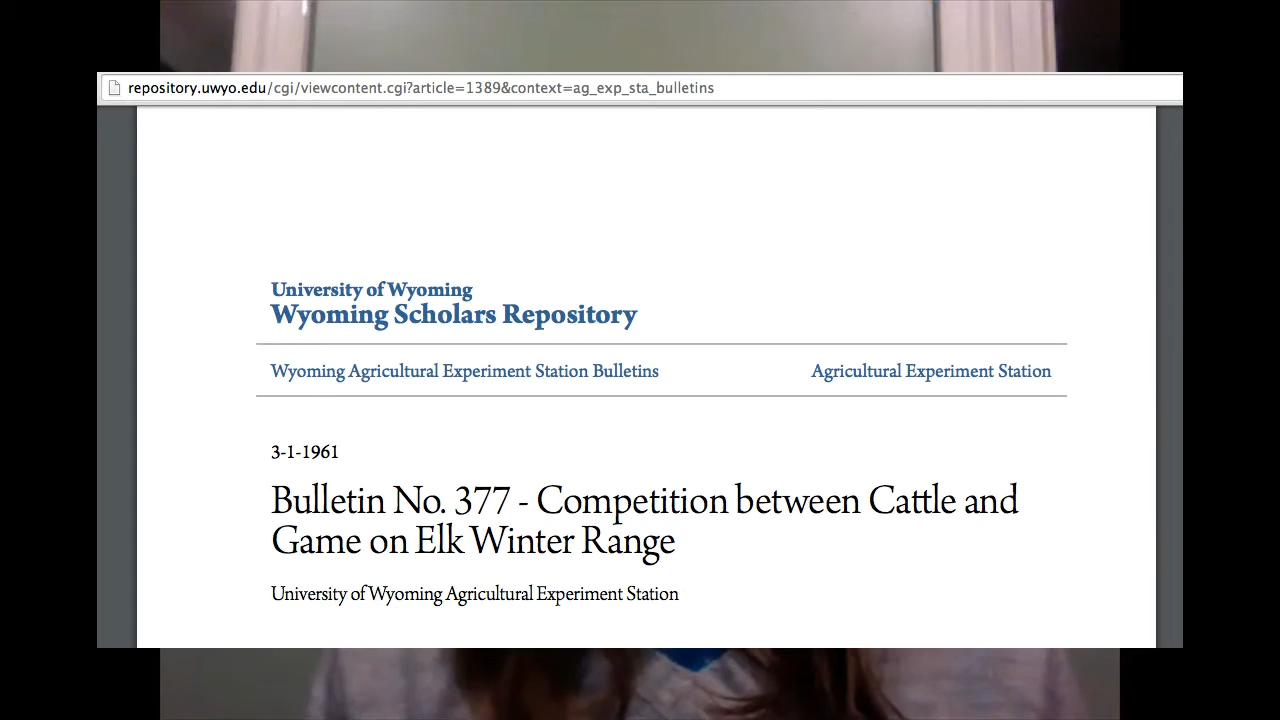 repository.uwyo.edu/cgi/viewcontent.cgi?article=1389&context=ag_exp_sta_bulletins
University of Wyoming
Wyoming Scholars Repository
Wyoming Agricultural Experiment Station Bulletins
Agricultural Experiment Station
3-1-1961
Bulletin No. 377 - Competition between Cattle and
Game on Elk Winter Range
University of Wyoming Agricultural Experiment Station